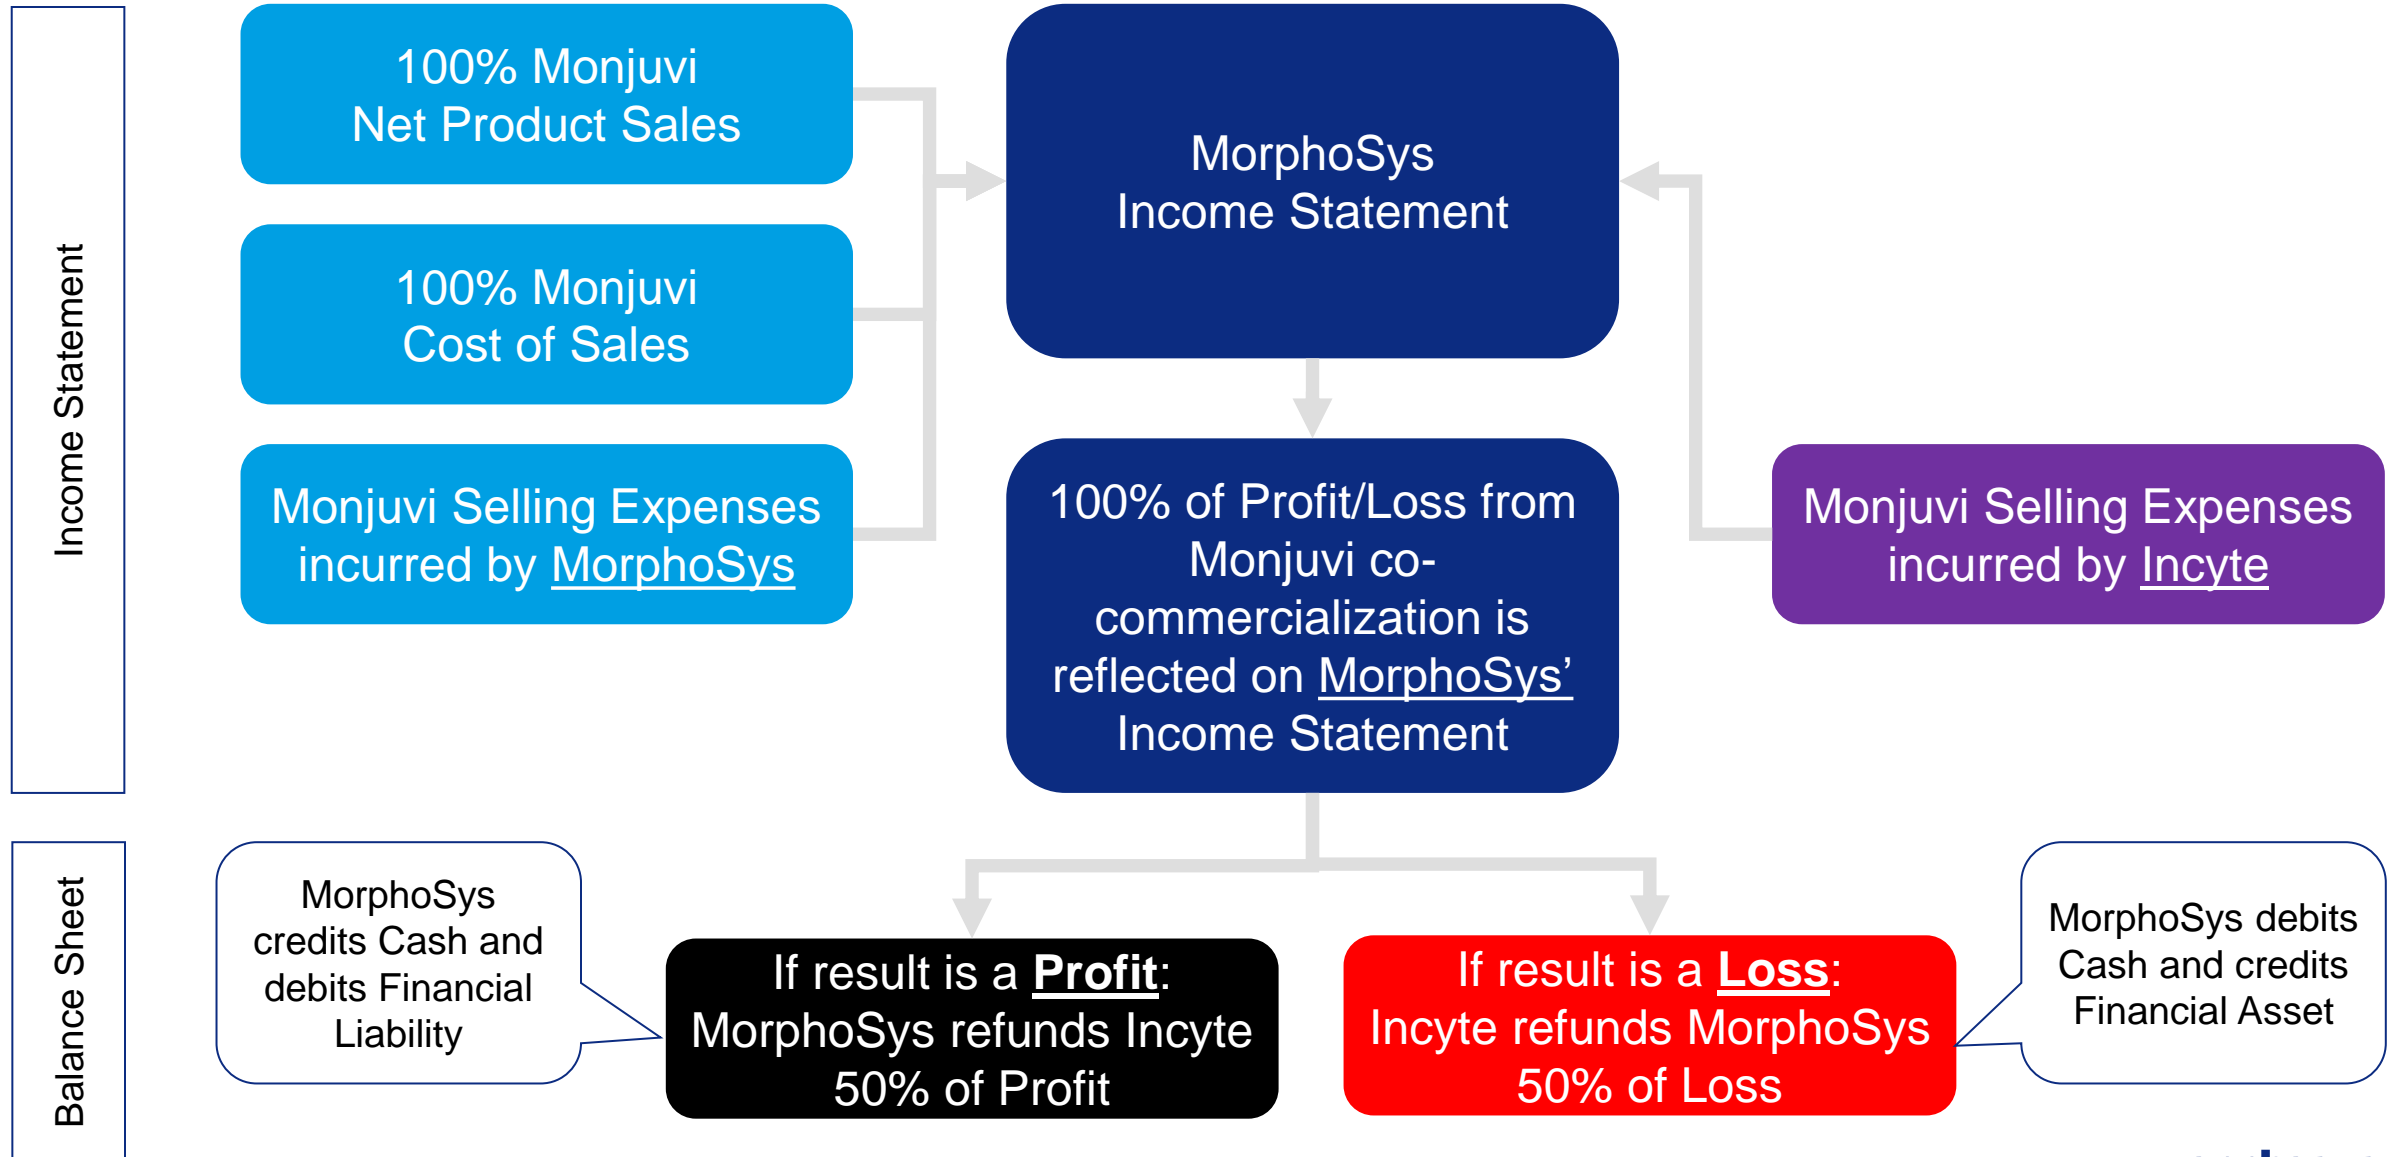 Income Statement
100% Monjuvi
Net Product Sales
100% Monjuvi
Cost of Sales
Monjuvi Selling Expenses
incurred by MorphoSys
MorphoSys
Income Statement
100% of Profit/Loss from
Monjuvi co-
commercialization is
reflected on MorphoSys’
Income Statement
Monjuvi Selling Expenses
incurred by Incyte
Balance Sheet
MorphoSys
credits Cash and
debits Financial
Liability
If result is a Profit:
MorphoSys refunds Incyte
50% of Profit
If result is a Loss:
Incyte refunds MorphoSys
50% of Loss
MorphoSys debits
Cash and credits
Financial Asset